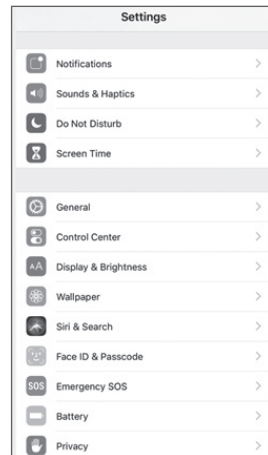 Settings
Notifications
Sounds & Haptics
Do Not Disturb
Screen Time
General
Control Center
AA Display & Brightness
Wallpaper
Siri & Search
Face ID & Passcode
SOS Emergency SOS
Battery
Privacy